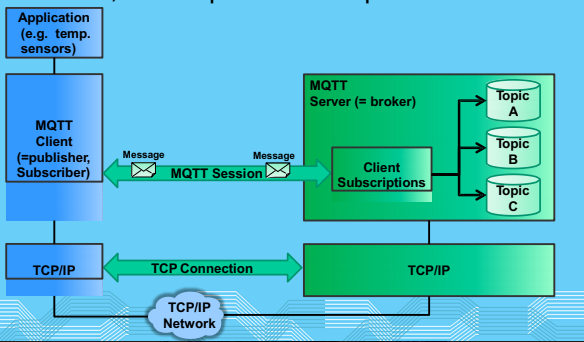 Application
(e.g. temp.
sensors)
MQTT
Client
(=publisher,
Subscriber)
Message
Message
MQTT Session
MQTT
Server (= broker)
Client
Subscriptions
Topic
A
Topic
B
Topic
C
TCP/IP
TCP Connection
TCP/IP
TCP/IP
Network